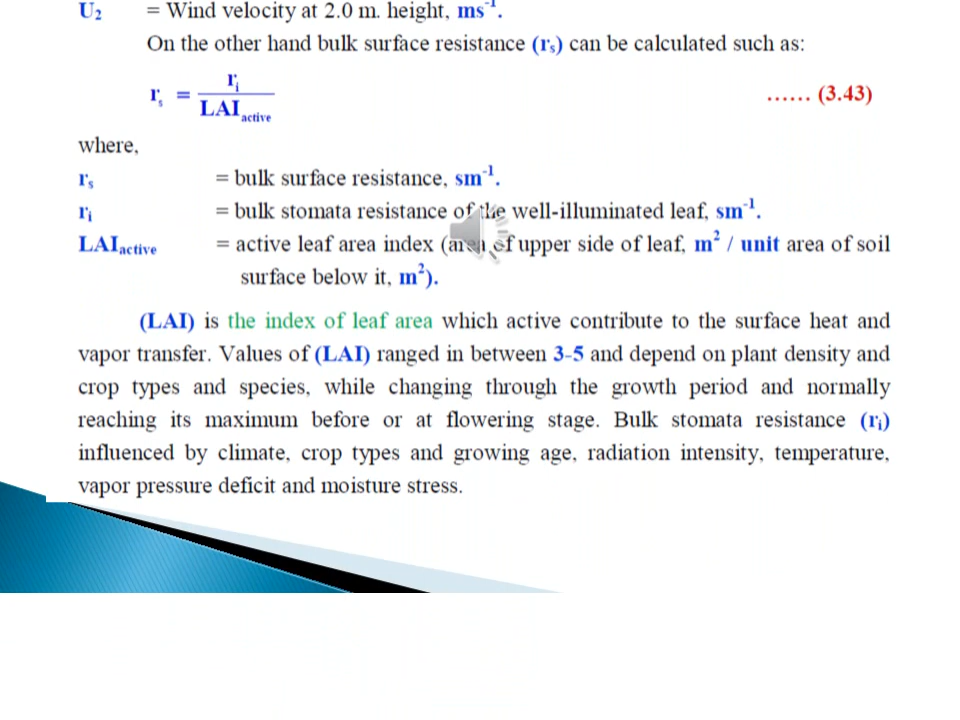 U₂ = Wind velocity at 2.0 m. height, ms⁻¹.
On the other hand bulk surface resistance (rₛ) can be calculated such as:
rₛ = rᵢ / LAI active ...... (3.43)
where,
rₛ = bulk surface resistance, sm⁻¹.
rᵢ = bulk stomata resistance of the well-illuminated leaf, sm⁻¹.
LAIactive = active leaf area index (area of upper side of leaf, m² / unit area of soil
surface below it, m²).
(LAI) is the index of leaf area which active contribute to the surface heat and
vapor transfer. Values of (LAI) ranged in between 3-5 and depend on plant density and
crop types and species, while changing through the growth period and normally
reaching its maximum before or at flowering stage. Bulk stomata resistance (rᵢ)
influenced by climate, crop types and growing age, radiation intensity, temperature,
vapor pressure deficit and moisture stress.